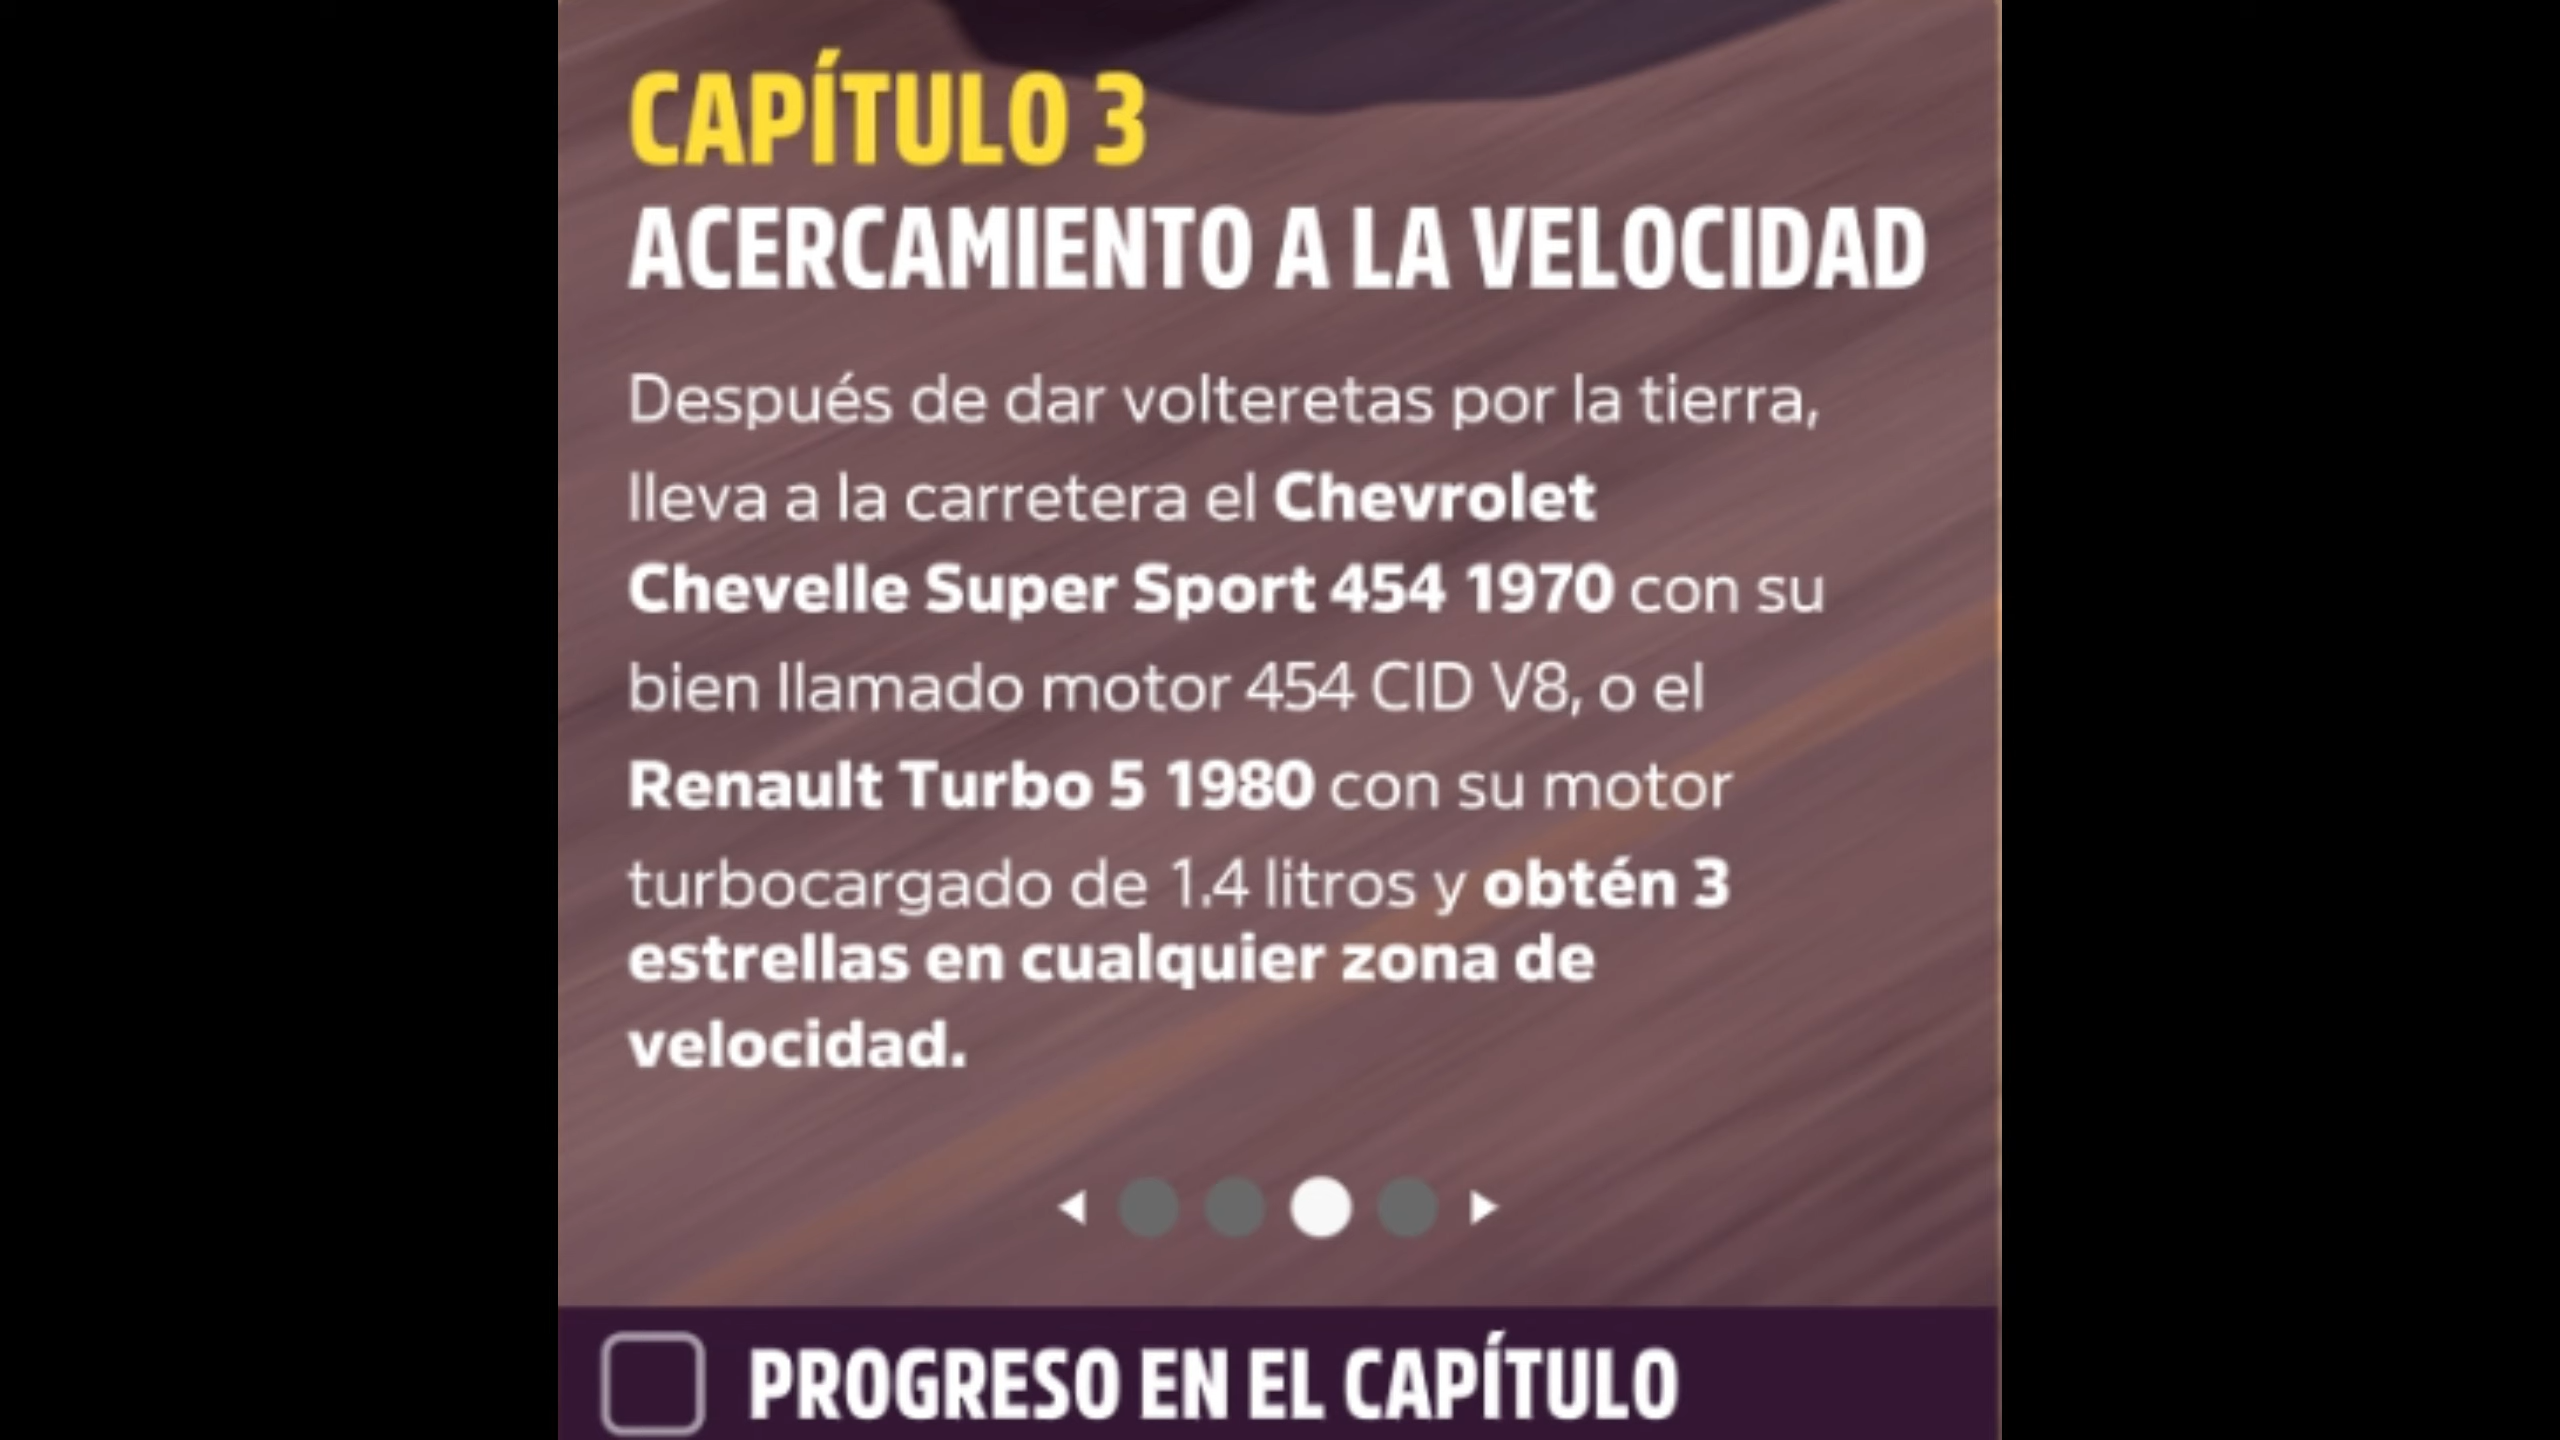 CAPÍTULO 3
ACERCAMIENTO A LA VELOCIDAD
Después de dar volteretas por la tierra,
lleva a la carretera el Chevrolet
Chevelle Super Sport 454 1970 con su
bien llamado motor 454 CID V8, o el
Renault Turbo 5 1980 con su motor
turbocargado de 1.4 litros y obtén 3
estrellas en cualquier zona de
velocidad.
PROGRESO EN EL CAPÍTULO